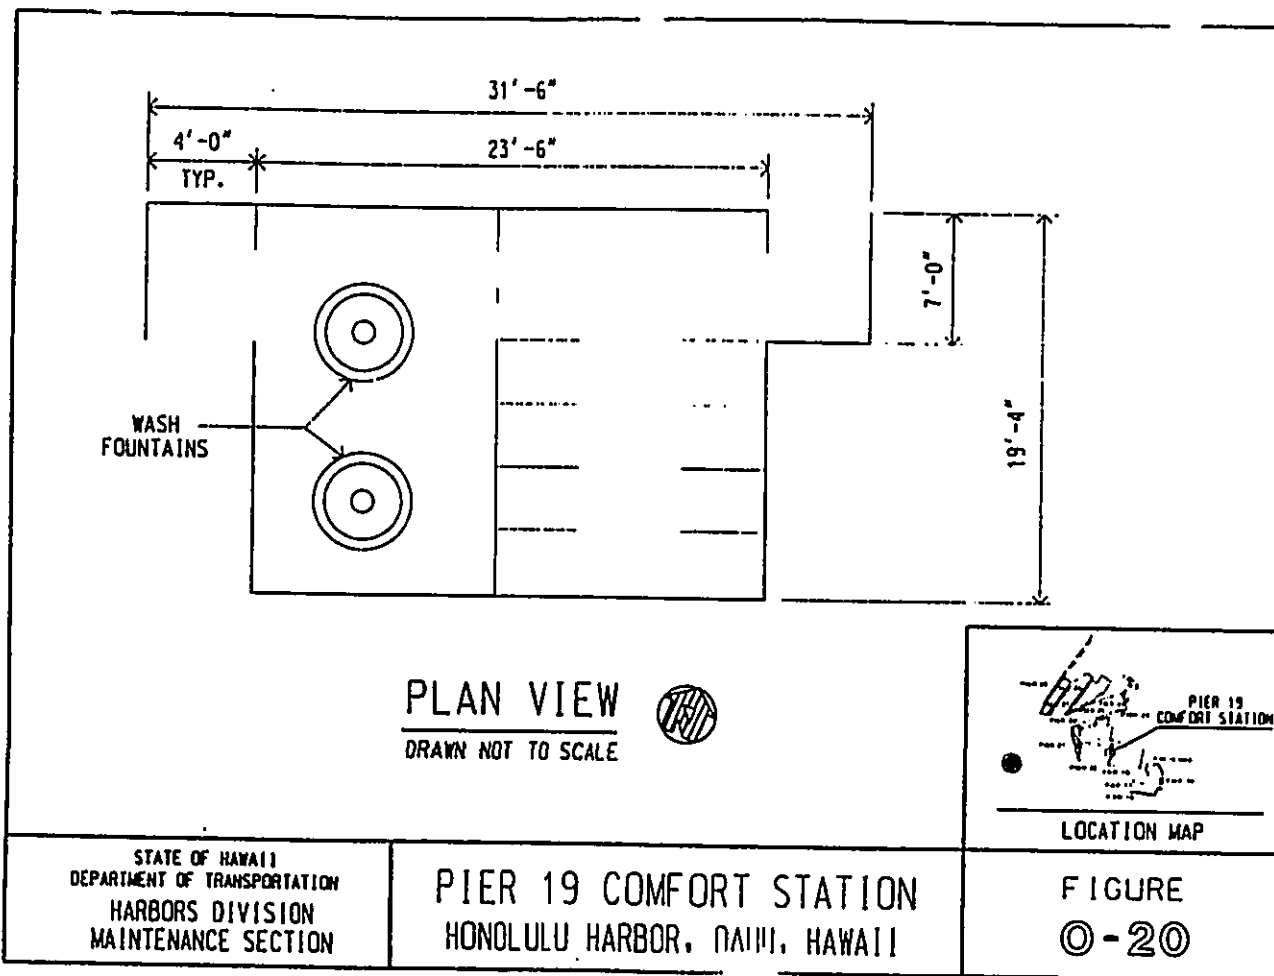 31'-6"
4'-0"
23'-6"
TYP.
7'-0"
19'-4"
WASH
FOUNTAINS
PLAN VIEW
DRAWN NOT TO SCALE
PIER 19
COMFORT STATION
LOCATION MAP
STATE OF HAWAII
DEPARTMENT OF TRANSPORTATION
HARBORS DIVISION
MAINTENANCE SECTION
PIER 19 COMFORT STATION
HONOLULU HARBOR, HAWAII
FIGURE
O-20